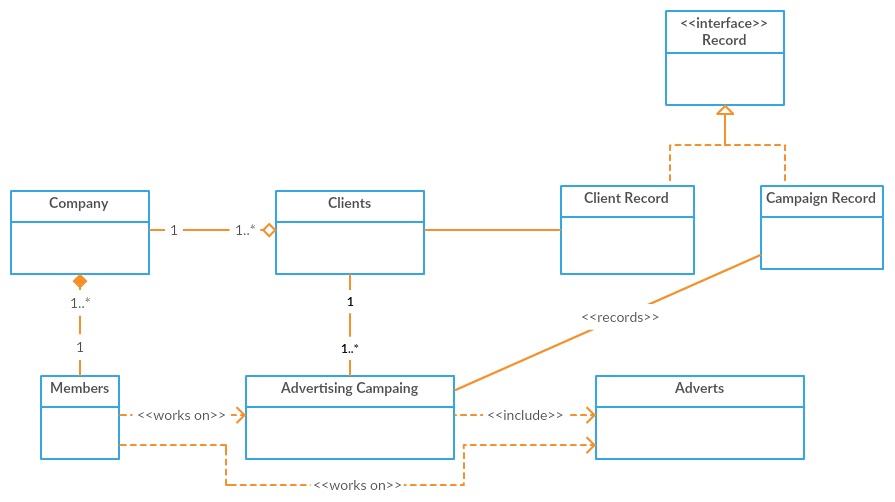 <<interface>>
Record
Company
Clients
Client Record
Campaign Record
1
1..*
1..*
1
1
1..*
<<records>>
Members
Advertising Campaing
Adverts
<<works on>>
<<include>>
<<works on>>